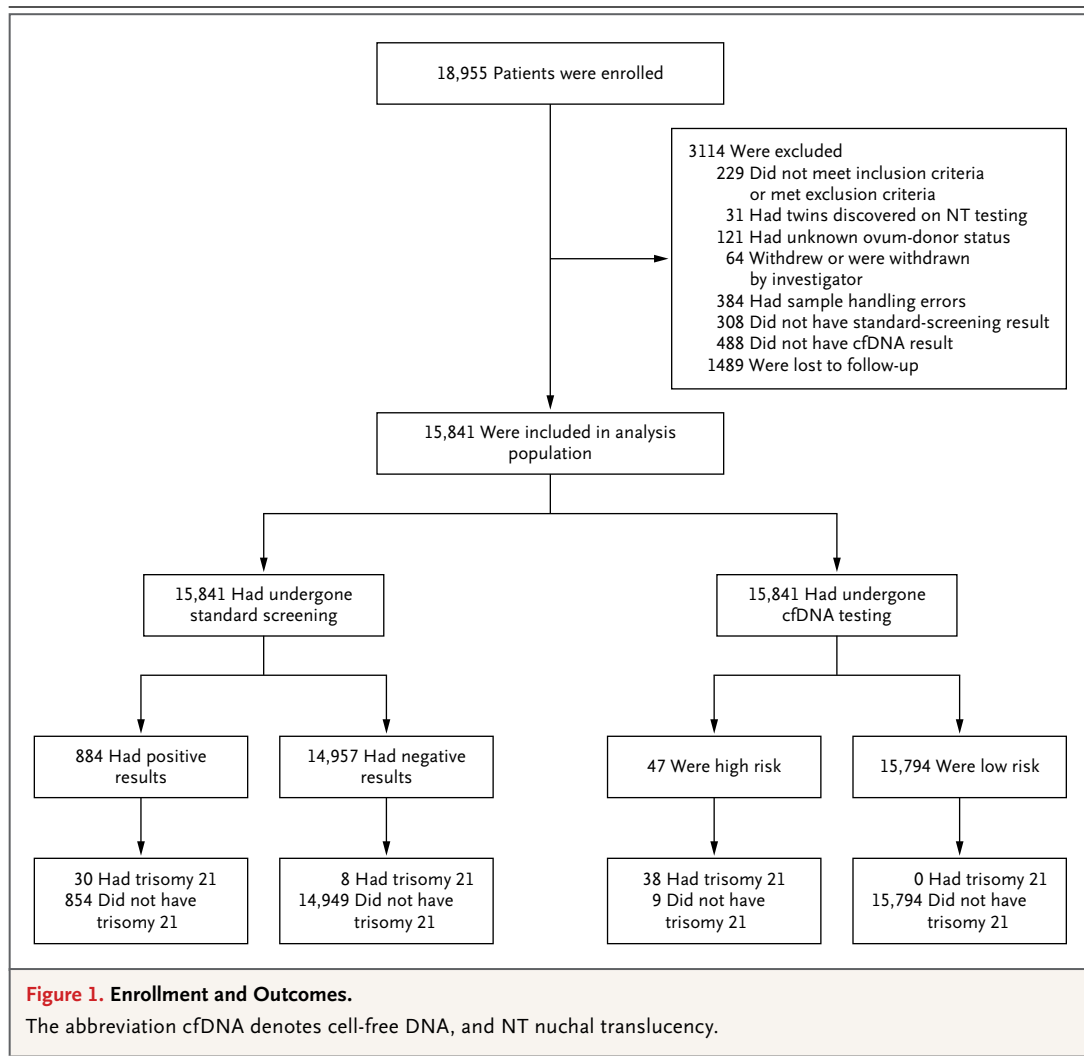 18,955 Patients were enrolled
3114 Were excluded
229 Did not meet inclusion criteria
or met exclusion criteria
31 Had twins discovered on NT testing
121 Had unknown ovum-donor status
64 Withdrew or were withdrawn
by investigator
384 Had sample handling errors
308 Did not have standard-screening result
488 Did not have cfDNA result
1489 Were lost to follow-up
15,841 Were included in analysis
population
15,841 Had undergone
standard screening
15,841 Had undergone
cfDNA testing
884 Had positive
results
14,957 Had negative
results
47 Were high risk
15,794 Were low risk
30 Had trisomy 21
854 Did not have
trisomy 21
8 Had trisomy 21
14,949 Did not have
trisomy 21
38 Had trisomy 21
9 Did not have
trisomy 21
0 Had trisomy 21
15,794 Did not have
trisomy 21
Figure 1. Enrollment and Outcomes.
The abbreviation cfDNA denotes cell-free DNA, and NT nuchal translucency.